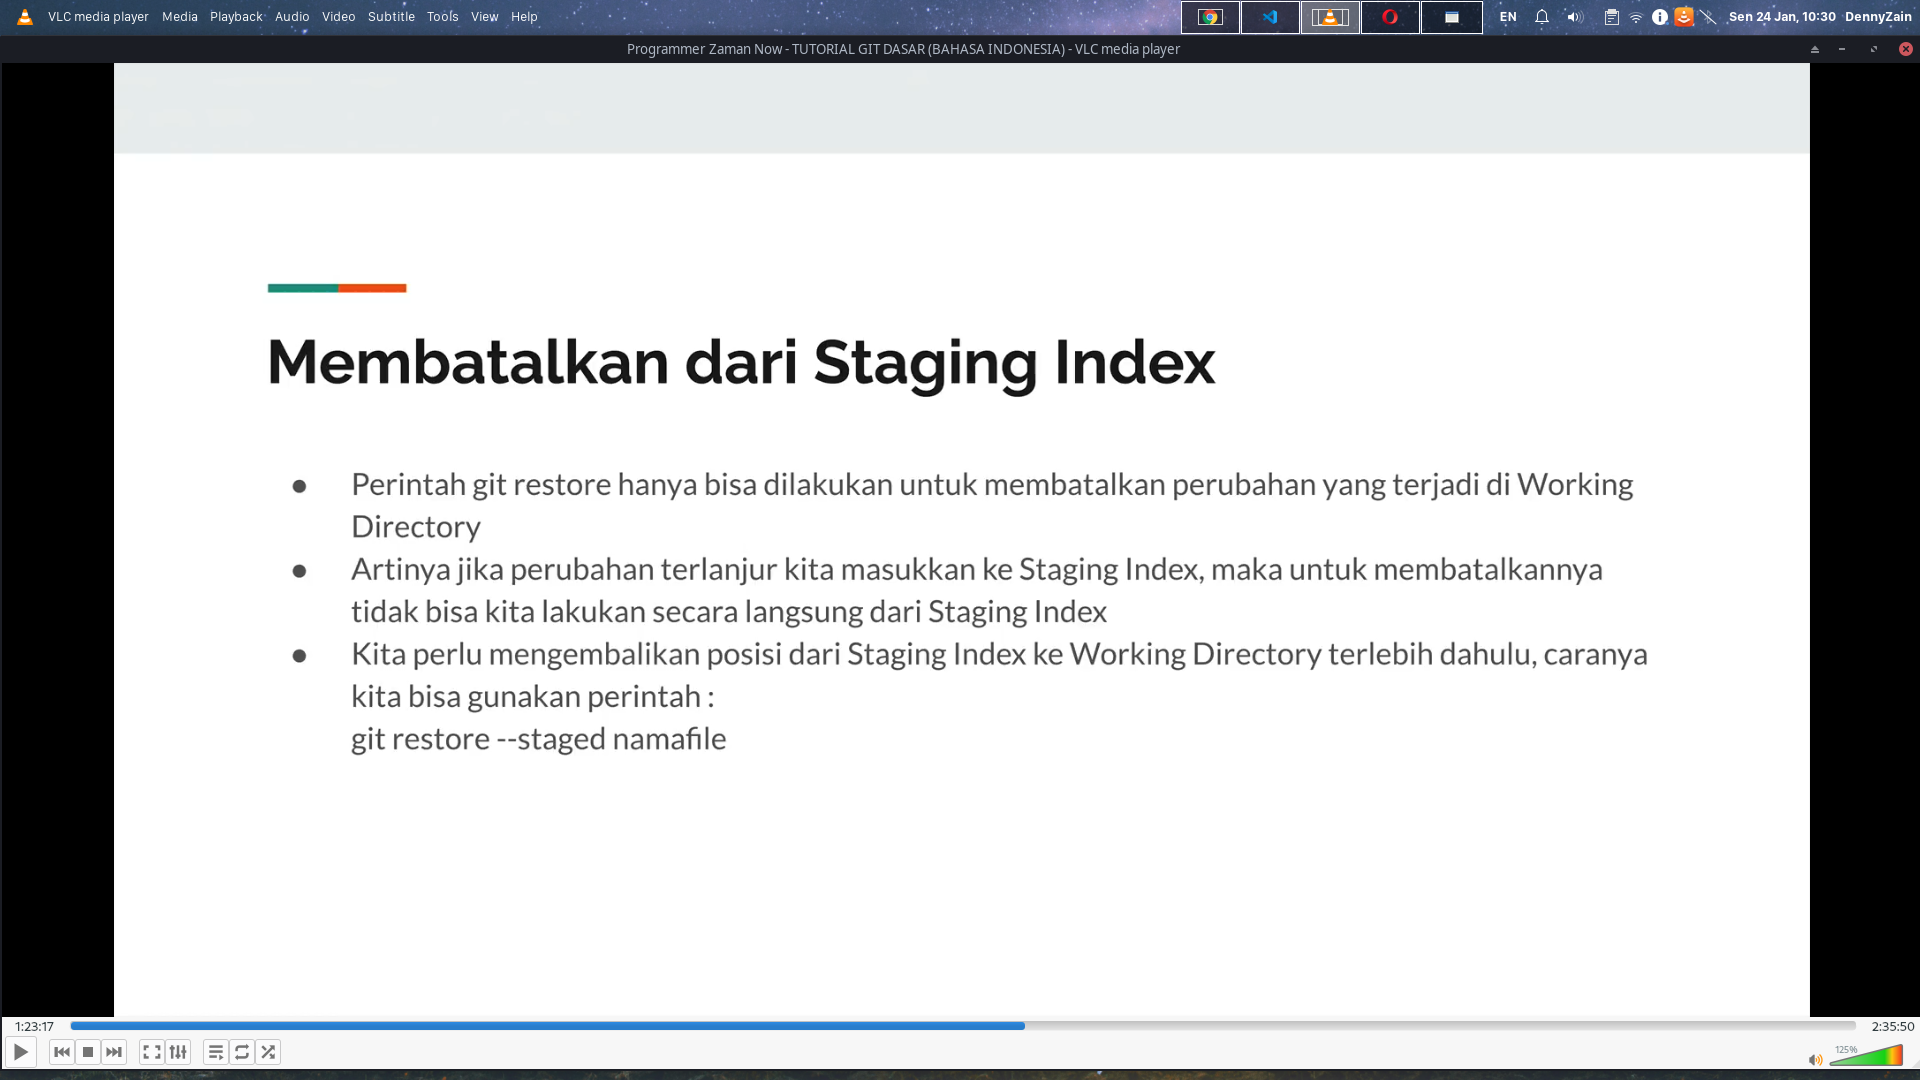 VLC media player Media Playback Audio Video Subtitle Tools View Help EN Sen 24 Jan, 10:30 DennyZain
Programmer Zaman Now - TUTORIAL GIT DASAR (BAHASA INDONESIA) - VLC media player
Membatalkan dari Staging Index
● Perintah git restore hanya bisa dilakukan untuk membatalkan perubahan yang terjadi di Working
Directory
● Artinya jika perubahan terlanjur kita masukkan ke Staging Index, maka untuk membatalkannya
tidak bisa kita lakukan secara langsung dari Staging Index
● Kita perlu mengembalikan posisi dari Staging Index ke Working Directory terlebih dahulu, caranya
kita bisa gunakan perintah :
git restore --staged namafile
1:23:17 2:35:50
125%